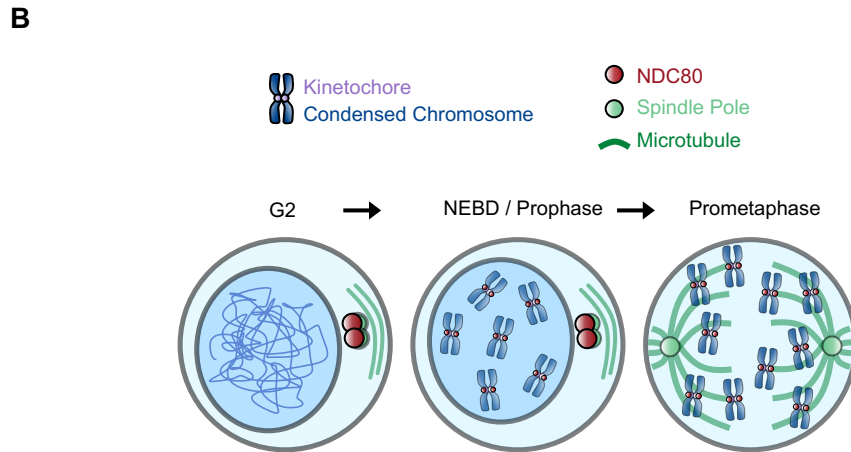 B
Kinetochore
Condensed Chromosome
NDC80
Spindle Pole
Microtubule
G2
NEBD / Prophase
Prometaphase